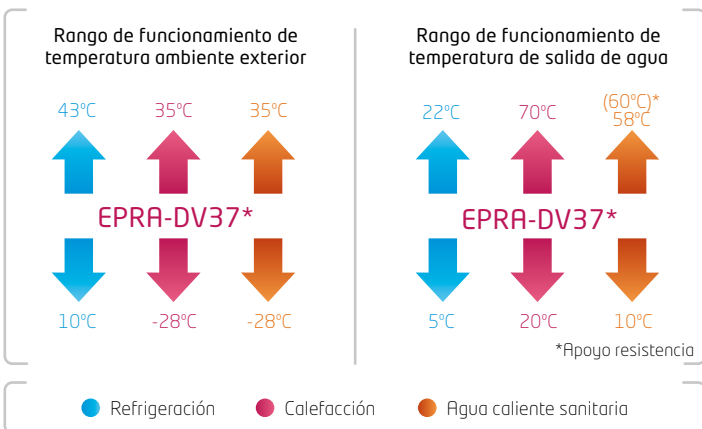 Rango de funcionamiento de
temperatura ambiente exterior
43ºC 35ºC 35ºC
EPRA-DV37*
10ºC -28ºC -28ºC
Rango de funcionamiento de
temperatura de salida de agua
(60ºC)*
22ºC 70ºC 58ºC
EPRA-DV37*
5ºC 20ºC 10ºC
*Apoyo resistencia
Refrigeración Calefacción Agua caliente sanitaria